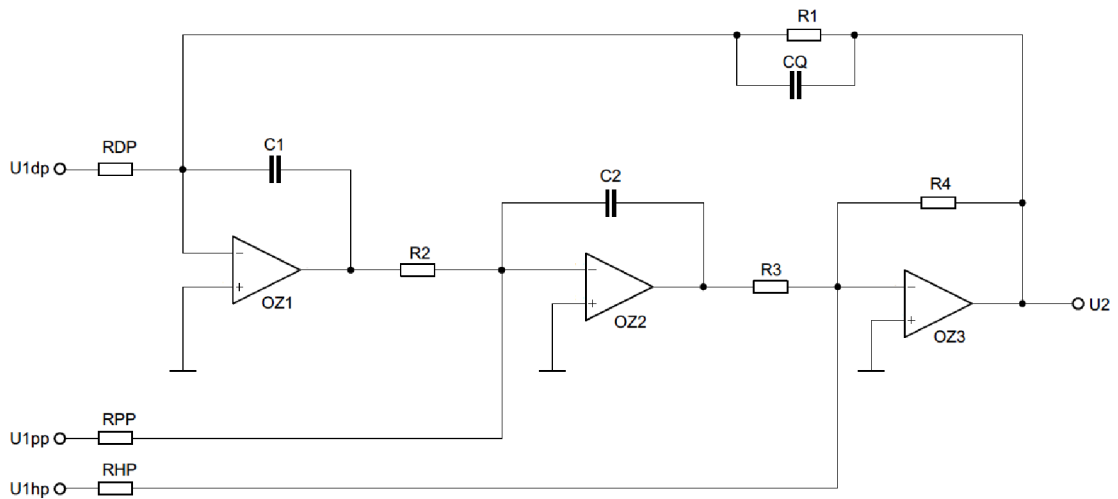 R1
CQ
RDP
C1
U1dp
C2
R4
R2
R3
−
+
OZ1
−
+
OZ2
−
+
OZ3
U2
RPP
U1pp
RHP
U1hp